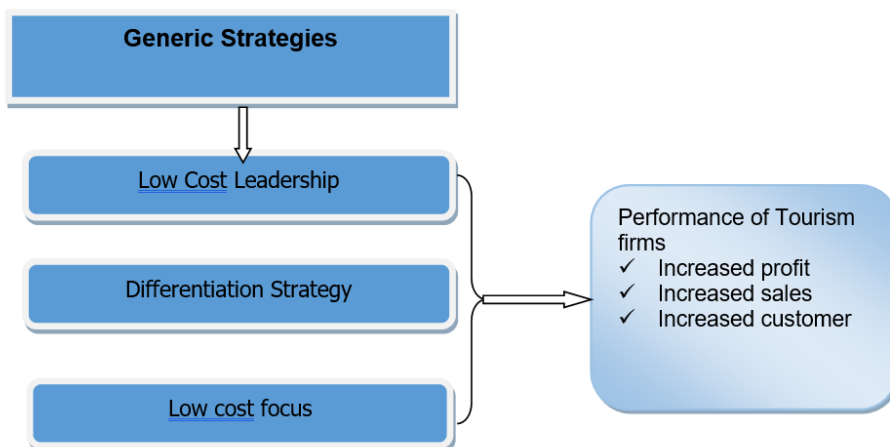 Generic Strategies
Low Cost Leadership
Differentiation Strategy
Low cost focus
Performance of Tourism
firms
✓ Increased profit
✓ Increased sales
✓ Increased customer